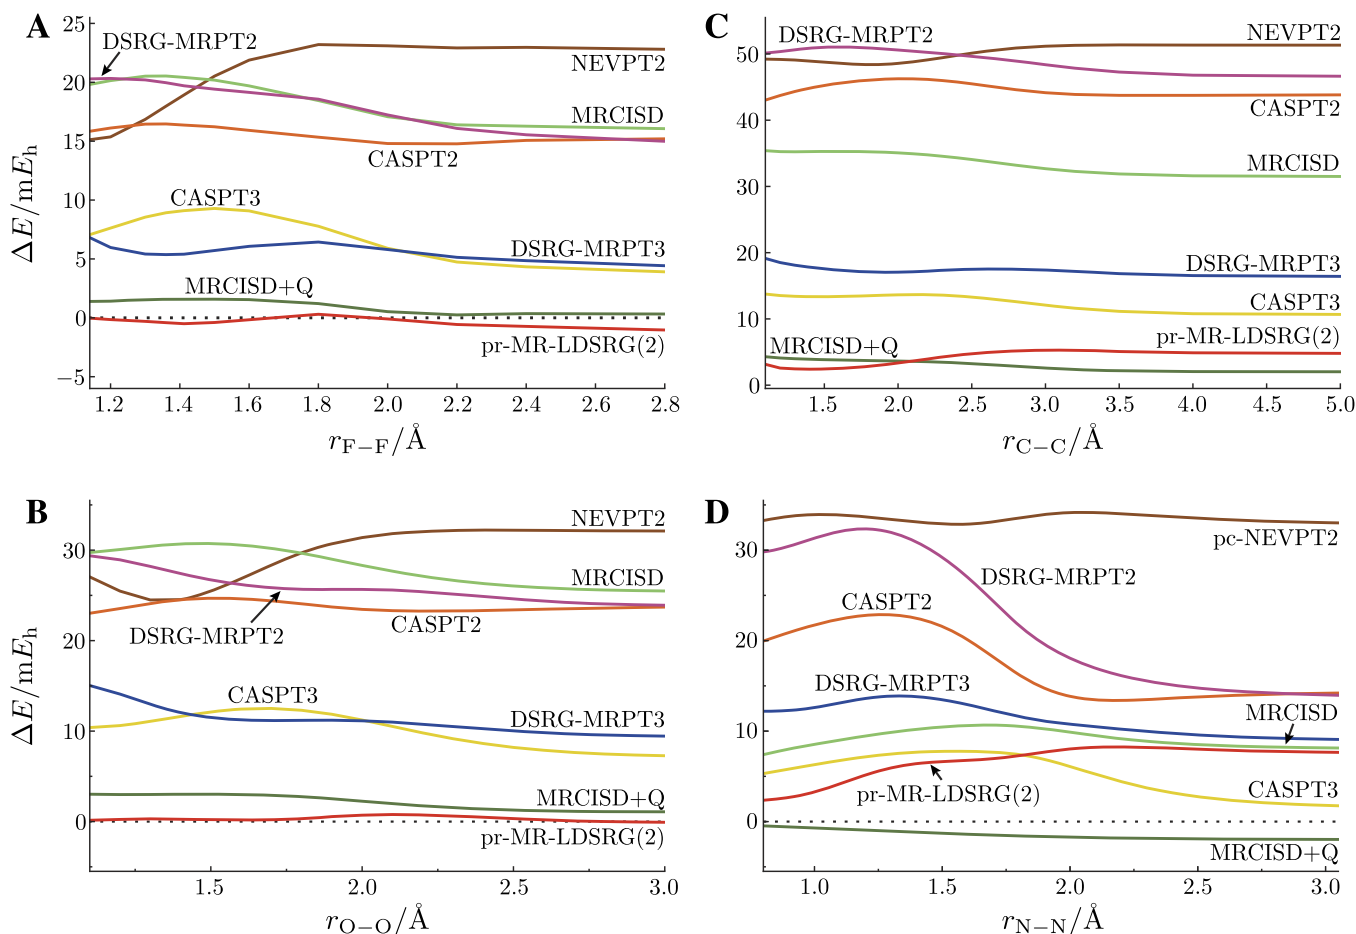 A
25
20
15
10
5
0
−5
ΔE/mEh
DSRG-MRPT2
NEVPT2
MRCISD
CASPT2
CASPT3
DSRG-MRPT3
MRCISD+Q
pr-MR-LDSRG(2)
1.2 1.4 1.6 1.8 2.0 2.2 2.4 2.6 2.8
rF−F/Å
C
50
40
30
20
10
0
DSRG-MRPT2
NEVPT2
CASPT2
MRCISD
DSRG-MRPT3
CASPT3
MRCISD+Q
pr-MR-LDSRG(2)
1.5 2.0 2.5 3.0 3.5 4.0 4.5 5.0
rC−C/Å
B
30
20
10
0
ΔE/mEh
NEVPT2
MRCISD
DSRG-MRPT2
CASPT2
CASPT3
DSRG-MRPT3
MRCISD+Q
pr-MR-LDSRG(2)
1.5 2.0 2.5 3.0
rO−O/Å
D
30
20
10
0
pc-NEVPT2
DSRG-MRPT2
CASPT2
DSRG-MRPT3
MRCISD
pr-MR-LDSRG(2)
CASPT3
MRCISD+Q
1.0 1.5 2.0 2.5 3.0
rN−N/Å